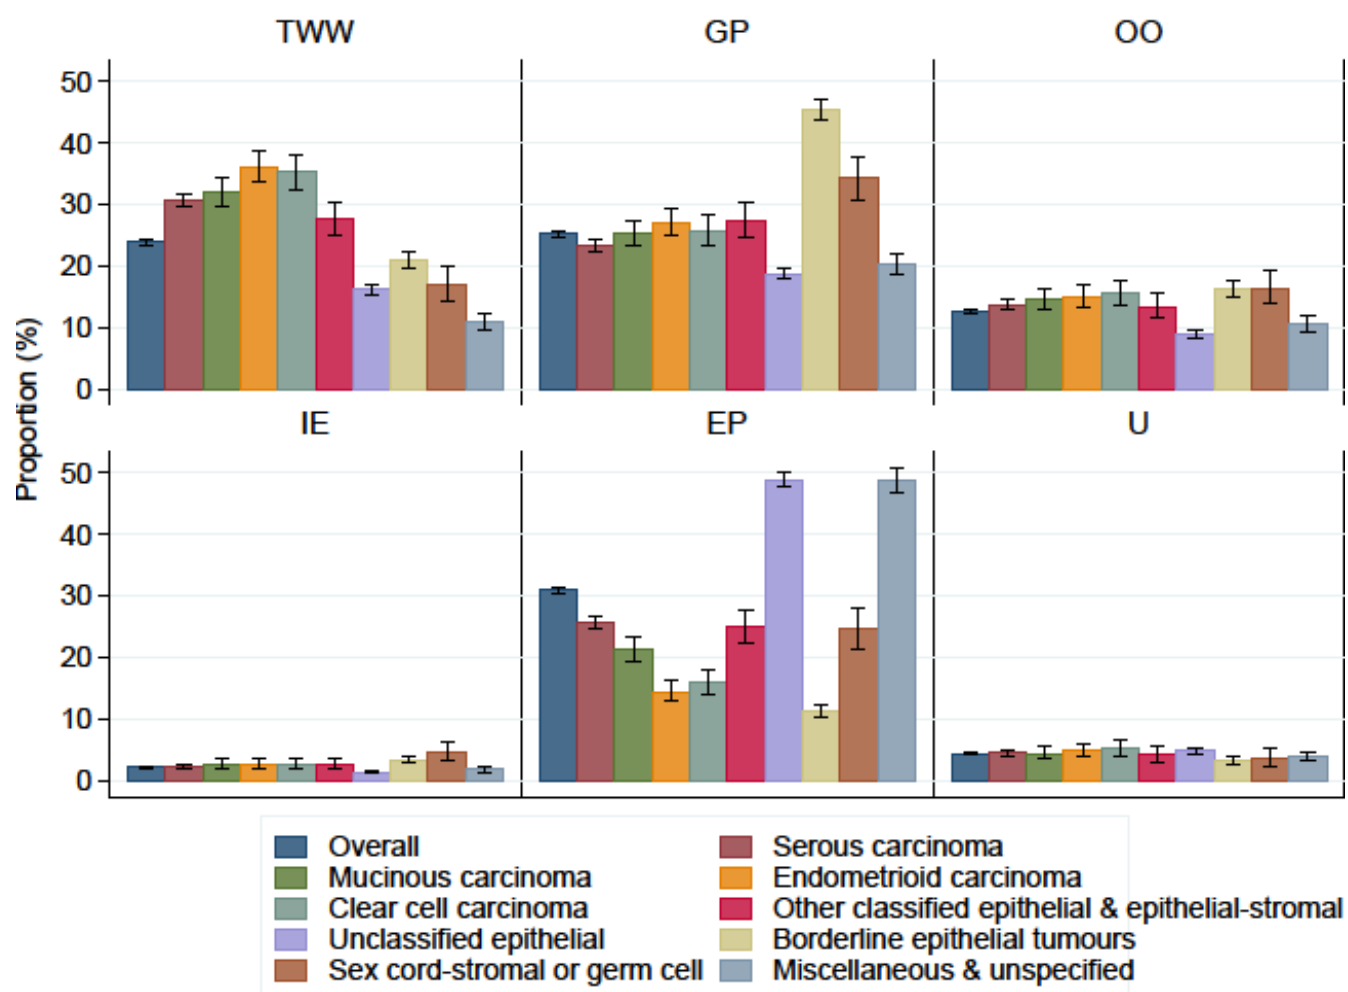 TWW GP OO
50
40
30
20
10
0
Proportion (%)
IE EP U
50
40
30
20
10
0
Overall Serous carcinoma
Mucinous carcinoma Endometrioid carcinoma
Clear cell carcinoma Other classified epithelial & epithelial-stromal
Unclassified epithelial Borderline epithelial tumours
Sex cord-stromal or germ cell Miscellaneous & unspecified